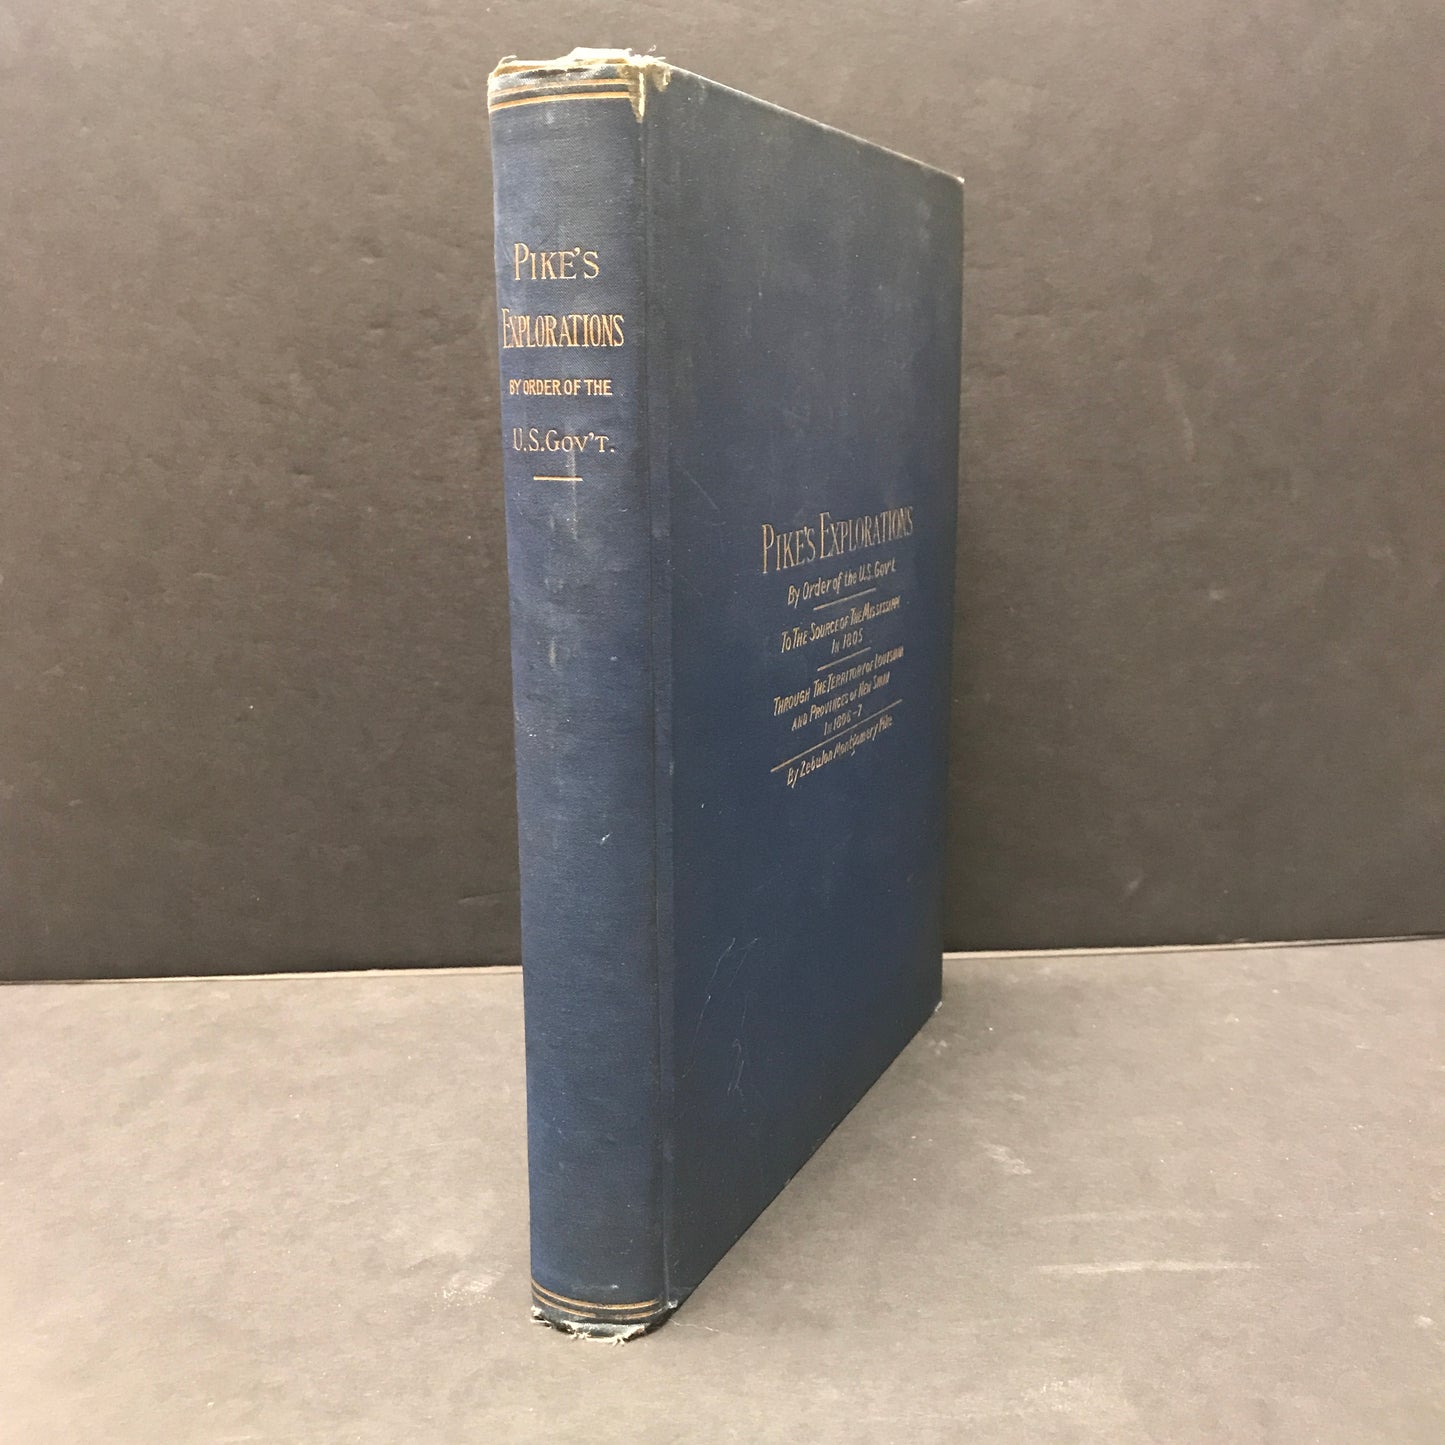 PIKE'S
EXPLORATIONS
BY ORDER OF THE
U.S. GOV'T.
PIKE'S EXPLORATIONS
By Order of the U.S. Gov't.
TO THE SOURCE OF THE MISSISSIPPI
IN 1805
THROUGH THE TERRITORY OF LOUISIANA
AND PROVINCES OF NEW SPAIN
IN 1806-7
By Zebulon Montgomery Pike